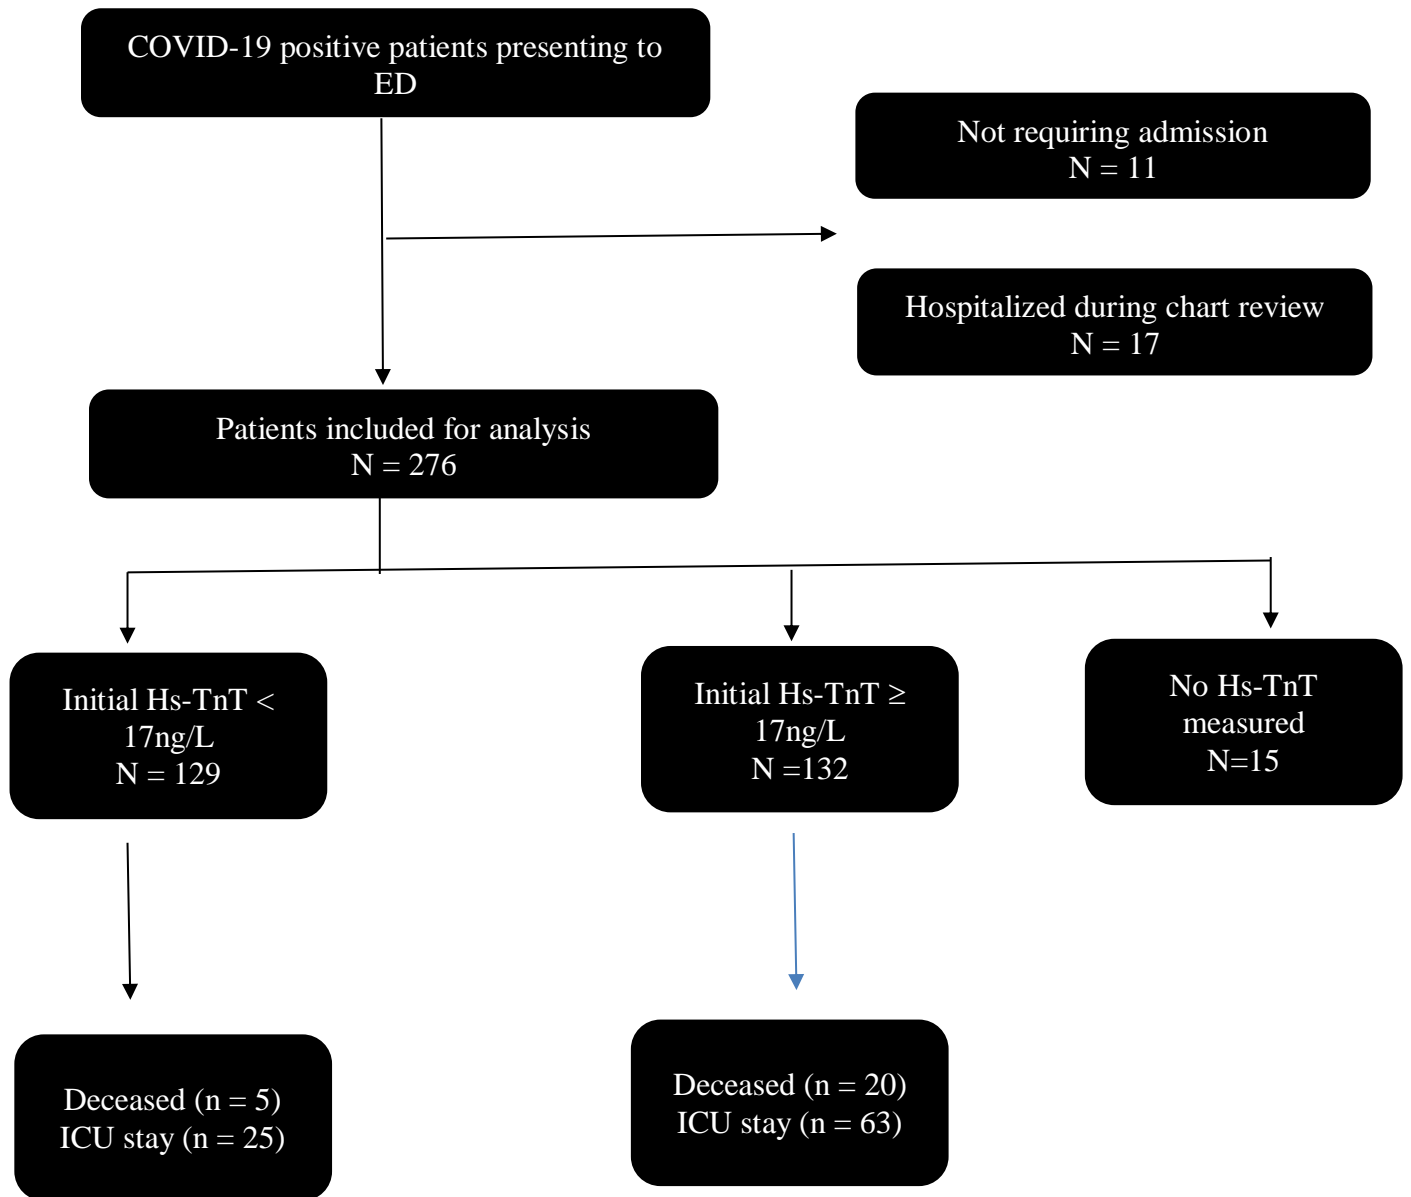 COVID-19 positive patients presenting to
ED
Not requiring admission
N = 11
Hospitalized during chart review
N = 17
Patients included for analysis
N = 276
Initial Hs-TnT <
17ng/L
N = 129
Initial Hs-TnT ≥
17ng/L
N =132
No Hs-TnT
measured
N=15
Deceased (n = 5)
ICU stay (n = 25)
Deceased (n = 20)
ICU stay (n = 63)